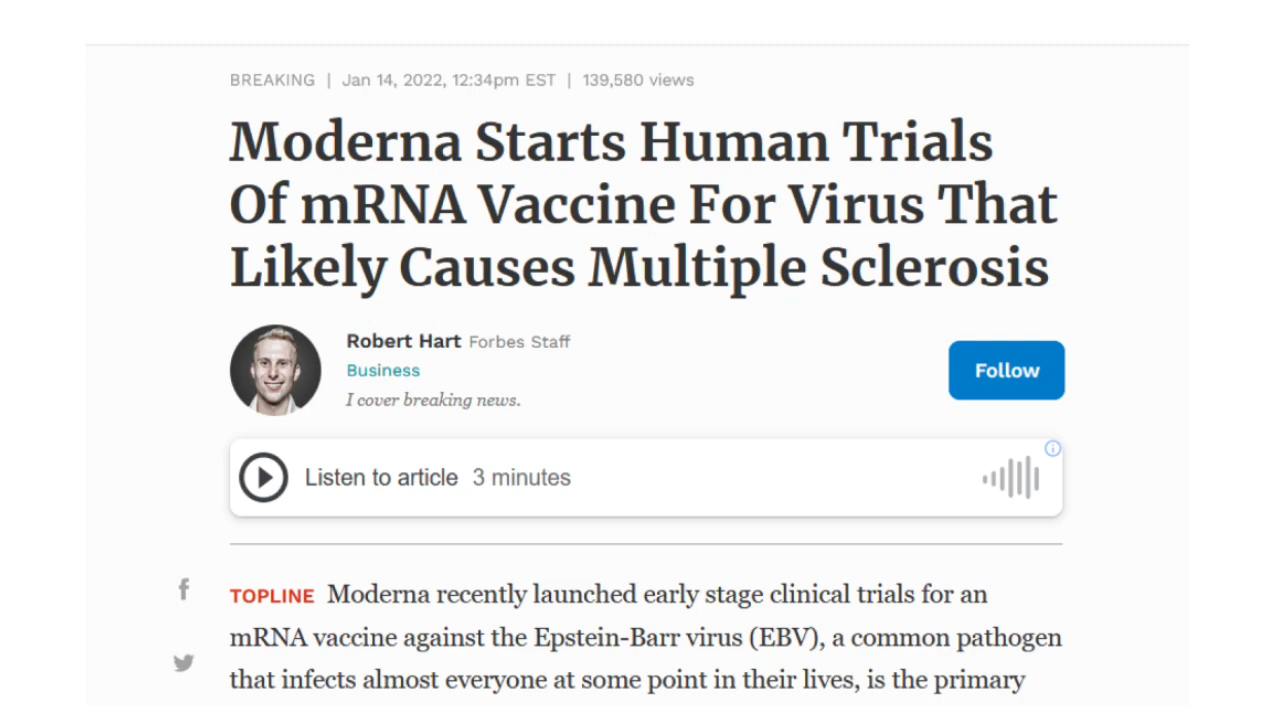 BREAKING | Jan 14, 2022, 12:34pm EST | 139,580 views
Moderna Starts Human Trials
Of mRNA Vaccine For Virus That
Likely Causes Multiple Sclerosis
Robert Hart Forbes Staff
Business
I cover breaking news.
Follow
Listen to article 3 minutes
TOPLINE Moderna recently launched early stage clinical trials for an
mRNA vaccine against the Epstein-Barr virus (EBV), a common pathogen
that infects almost everyone at some point in their lives, is the primary